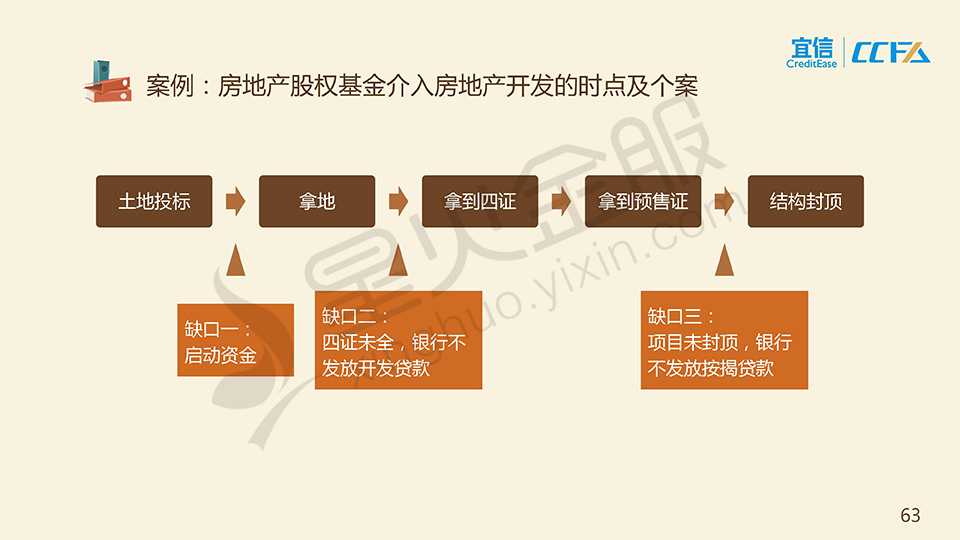 宜信
CreditEase
CCFA
案例：房地产股权基金介入房地产开发的时点及个案
土地投标
拿地
拿到四证
拿到预售证
结构封顶
缺口一：
启动资金
缺口二：
四证未全，银行不
发放开发贷款
缺口三：
项目未封顶，银行
不发放按揭贷款
星火金服
xinghuo.yixin.com
63